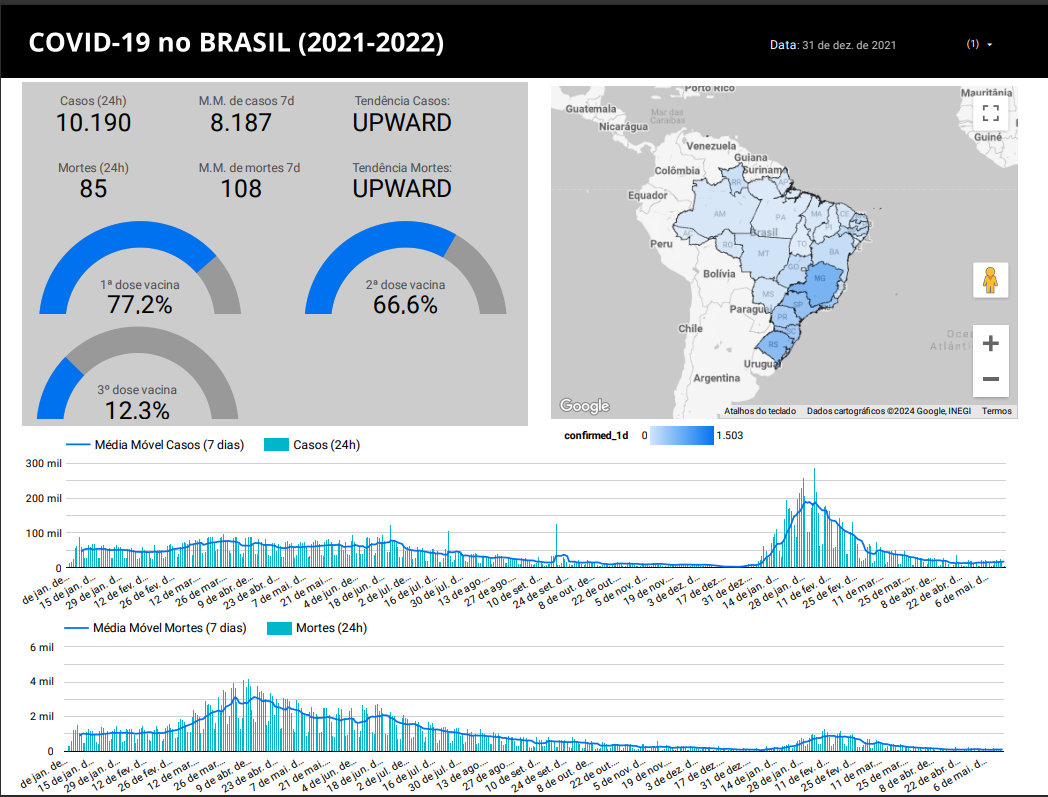 COVID-19 no BRASIL (2021-2022)
Data: 31 de dez. de 2021
(1)
Casos (24h)
10.190
M.M. de casos 7d
8.187
Tendência Casos:
UPWARD
Mortes (24h)
85
M.M. de mortes 7d
108
Tendência Mortes:
UPWARD
1ª dose vacina
77,2%
2ª dose vacina
66,6%
3º dose vacina
12,3%
Porto Rico
Mauritânia
Guatemala
Mar das
Caraíbas
Nicarágua
Guiné
Venezuela
Guiana
Colômbia
Suriname
RR
AP
Equador
AM
PA
MA
CE
PI
Brasil
AC
Peru
RO
TO
MT
BA
Bolívia
GO
MG
MS
SP
Paraguai
PR
SC
Chile
RS
Uruguai
Argentina
Ocea
Atlânti
Google
Atalhos do teclado
Dados cartográficos ©2024 Google, INEGI
Termos
confirmed_1d
0
1.503
Média Móvel Casos (7 dias)
Casos (24h)
300 mil
200 mil
100 mil
0
de jan. de…
15 de jan. d…
29 de jan. d…
12 de fev. d…
26 de fev. d…
12 de mar.…
26 de mar.…
9 de abr. de…
23 de abr. d…
7 de mai. d…
21 de mai.…
4 de jun. de…
18 de jun. d…
2 de jul. de…
16 de jul. d…
30 de jul. d…
13 de ago.…
27 de ago.…
10 de set. d…
24 de set. d…
8 de out. de…
22 de out. d…
5 de nov. d…
19 de nov.…
3 de dez. d…
17 de dez.…
31 de dez.…
14 de jan. d…
28 de jan. d…
11 de fev. d…
25 de fev. d…
11 de mar.…
25 de mar.…
8 de abr. de…
22 de abr. d…
6 de mai. d…
Média Móvel Mortes (7 dias)
Mortes (24h)
6 mil
4 mil
2 mil
0
de jan. de…
15 de jan. d…
29 de jan. d…
12 de fev. d…
26 de fev. d…
12 de mar.…
26 de mar.…
9 de abr. de…
23 de abr. d…
7 de mai. d…
21 de mai.…
4 de jun. de…
18 de jun. d…
2 de jul. de…
16 de jul. d…
30 de jul. d…
13 de ago.…
27 de ago.…
10 de set. d…
24 de set. d…
8 de out. de…
22 de out. d…
5 de nov. d…
19 de nov.…
3 de dez. d…
17 de dez.…
31 de dez.…
14 de jan. d…
28 de jan. d…
11 de fev. d…
25 de fev. d…
11 de mar.…
25 de mar.…
8 de abr. de…
22 de abr. d…
6 de mai. d…